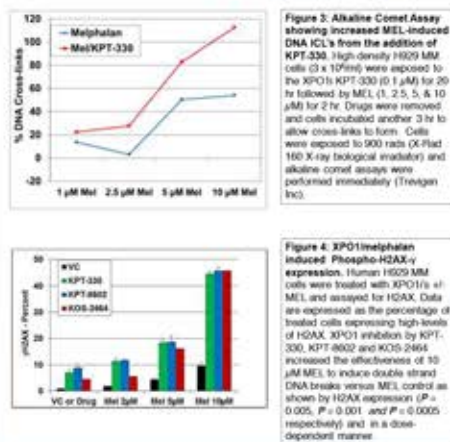 120
100
80
60
40
20
0
-20
% DNA Cross-links
Melphalan
Mel/KPT-330
1 µM Mel
2.5 µM Mel
5 µM Mel
10 µM Mel
Figure 3: Alkaline Comet Assay
showing increased MEL-induced
DNA ICL's from the addition of
KPT-330. High density H929 MM
cells (3 x 10⁶/ml) were exposed to
the XPO1i KPT-330 (0.1 µM) for 20
hr followed by MEL (1, 2.5, 5, & 10
µM) for 2 hr. Drugs were removed
and cells incubated another 3 hr to
allow cross-links to form. Cells
were exposed to 900 rads (X-Rad
160 X-ray biological irradiator) and
alkaline comet assays were
performed immediately (Trevigen
Inc).
50
40
30
20
10
0
γH2AX - Percent
VC
KPT-330
KPT-8602
KOS-2464
VC or Drug
Mel 2µM
Mel 5µM
Mel 10µM
Figure 4: XPO1i/melphalan
induced Phospho-H2AX-γ
expression. Human H929 MM
cells were treated with XPO1i's +/-
MEL and assayed for H2AX. Data
are expressed as the percentage of
treated cells expressing high-levels
of H2AX. XPO1 inhibition by KPT-
330, KPT-8602 and KOS-2464
increased the effectiveness of 10
µM MEL to induce double strand
DNA breaks versus MEL control as
shown by H2AX expression (P =
0.005, P = 0.001 and P = 0.0005
respectively) and in a dose-
dependent manner.